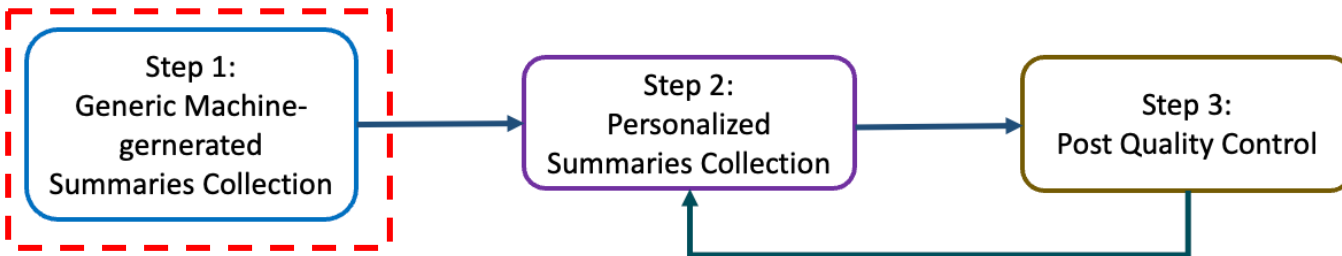 Step 1:
Generic Machine-
gernerated
Summaries Collection
Step 2:
Personalized
Summaries Collection
Step 3:
Post Quality Control